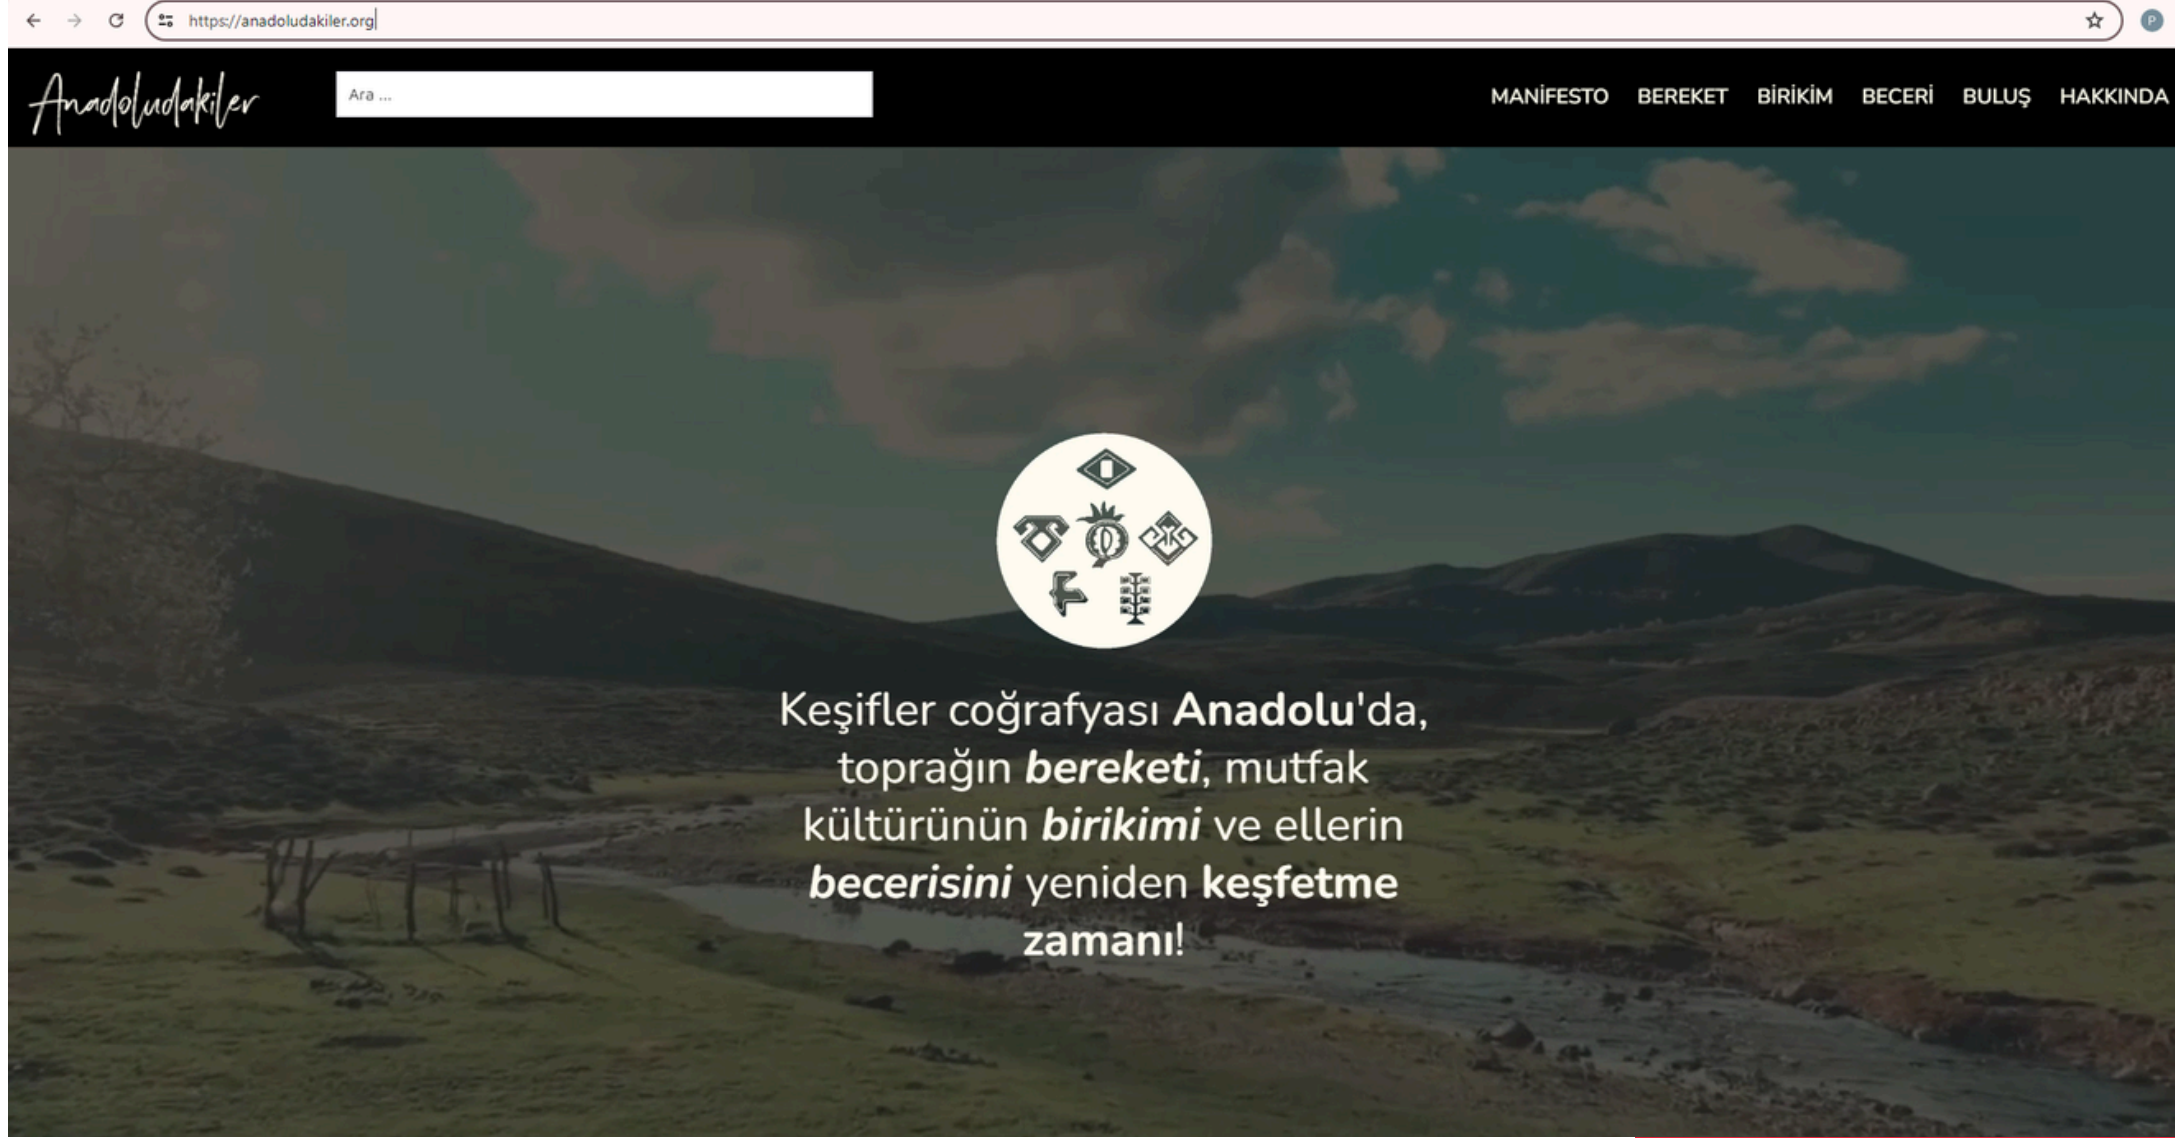 https://anadoludakiler.org
Anadoludakiler
Ara ...
MANİFESTO BEREKET BİRİKİM BECERİ BULUŞ HAKKINDA
Keşifler coğrafyası Anadolu'da,
toprağın bereketi, mutfak
kültürünün birikimi ve ellerin
becerisini yeniden keşfetme
zamanı!
P